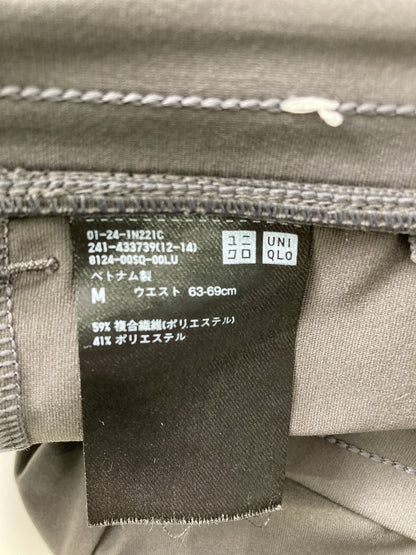 01-24-1N221C
241-433739(12-14)
8124-00SQ-00LU
ベトナム製
M ウエスト 63-69cm
59% 複合繊維(ポリエステル)
41% ポリエステル
ユニ
クロ
UNI
QLO